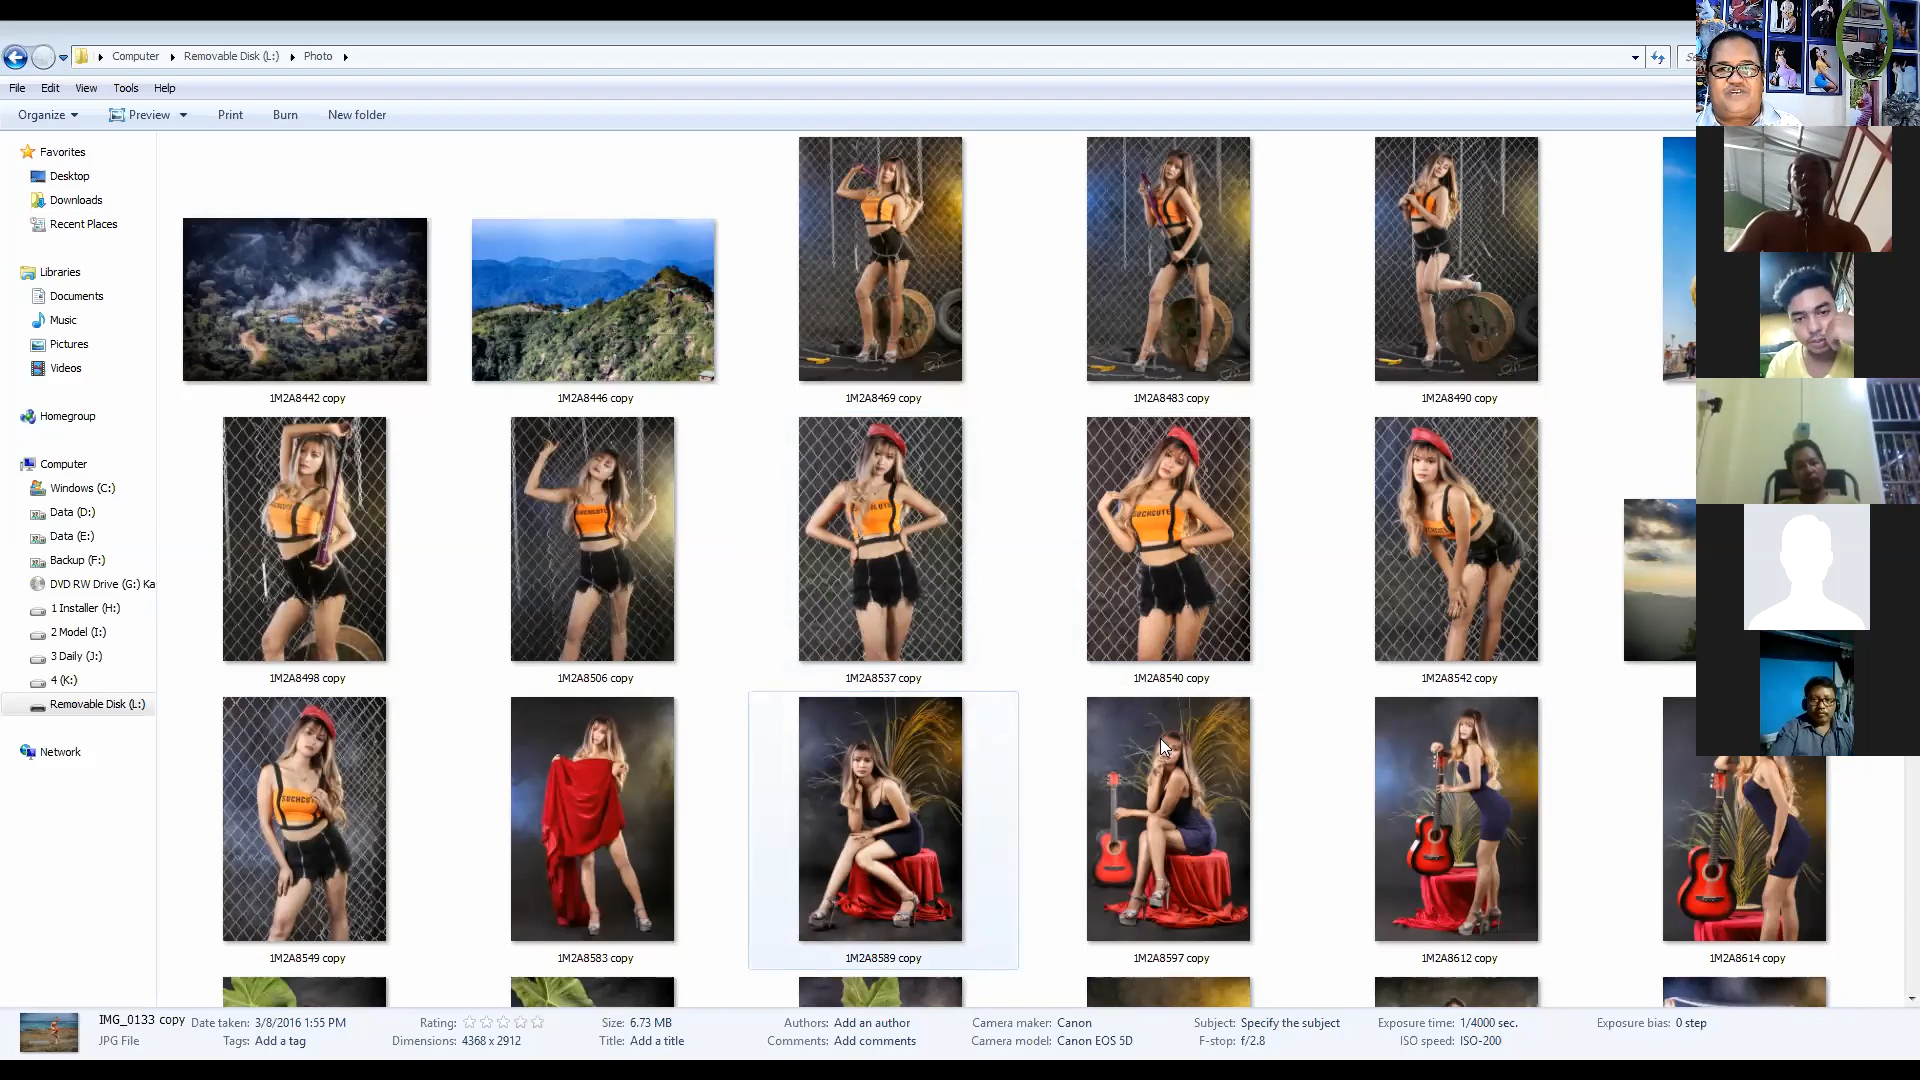 Computer Removable Disk (L:) Photo
File Edit View Tools Help
Organize Preview Print Burn New folder
Favorites
Desktop
Downloads
Recent Places
Libraries
Documents
Music
Pictures
Videos
Homegroup
Computer
Windows (C:)
Data (D:)
Data (E:)
Backup (F:)
DVD RW Drive (G:) Ka
1 Installer (H:)
2 Model (I:)
3 Daily (J:)
4 (K:)
Removable Disk (L:)
Network
1M2A8442 copy 1M2A8446 copy 1M2A8469 copy 1M2A8483 copy 1M2A8490 copy
SUCHCUTE SUCHCUTE
1M2A8498 copy 1M2A8506 copy 1M2A8537 copy 1M2A8540 copy 1M2A8542 copy
SUCHCUTE
1M2A8549 copy 1M2A8583 copy 1M2A8589 copy 1M2A8597 copy 1M2A8612 copy 1M2A8614 copy
IMG_0133 copy Date taken: 3/8/2016 1:55 PM Rating: Size: 6.73 MB Authors: Add an author Camera maker: Canon Subject: Specify the subject Exposure time: 1/4000 sec. Exposure bias: 0 step
JPG File Tags: Add a tag Dimensions: 4368 x 2912 Title: Add a title Comments: Add comments Camera model: Canon EOS 5D F-stop: f/2.8 ISO speed: ISO-200